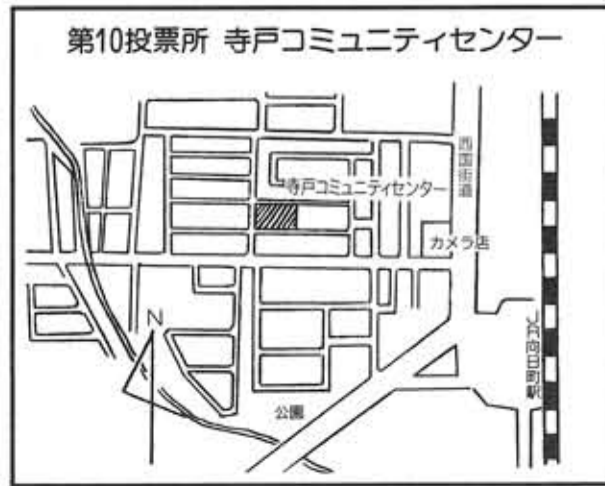 第10投票所 寺戸コミュニティセンター
西国街道
寺戸コミュニティセンター
カメラ店
N
JR向日町駅
公園